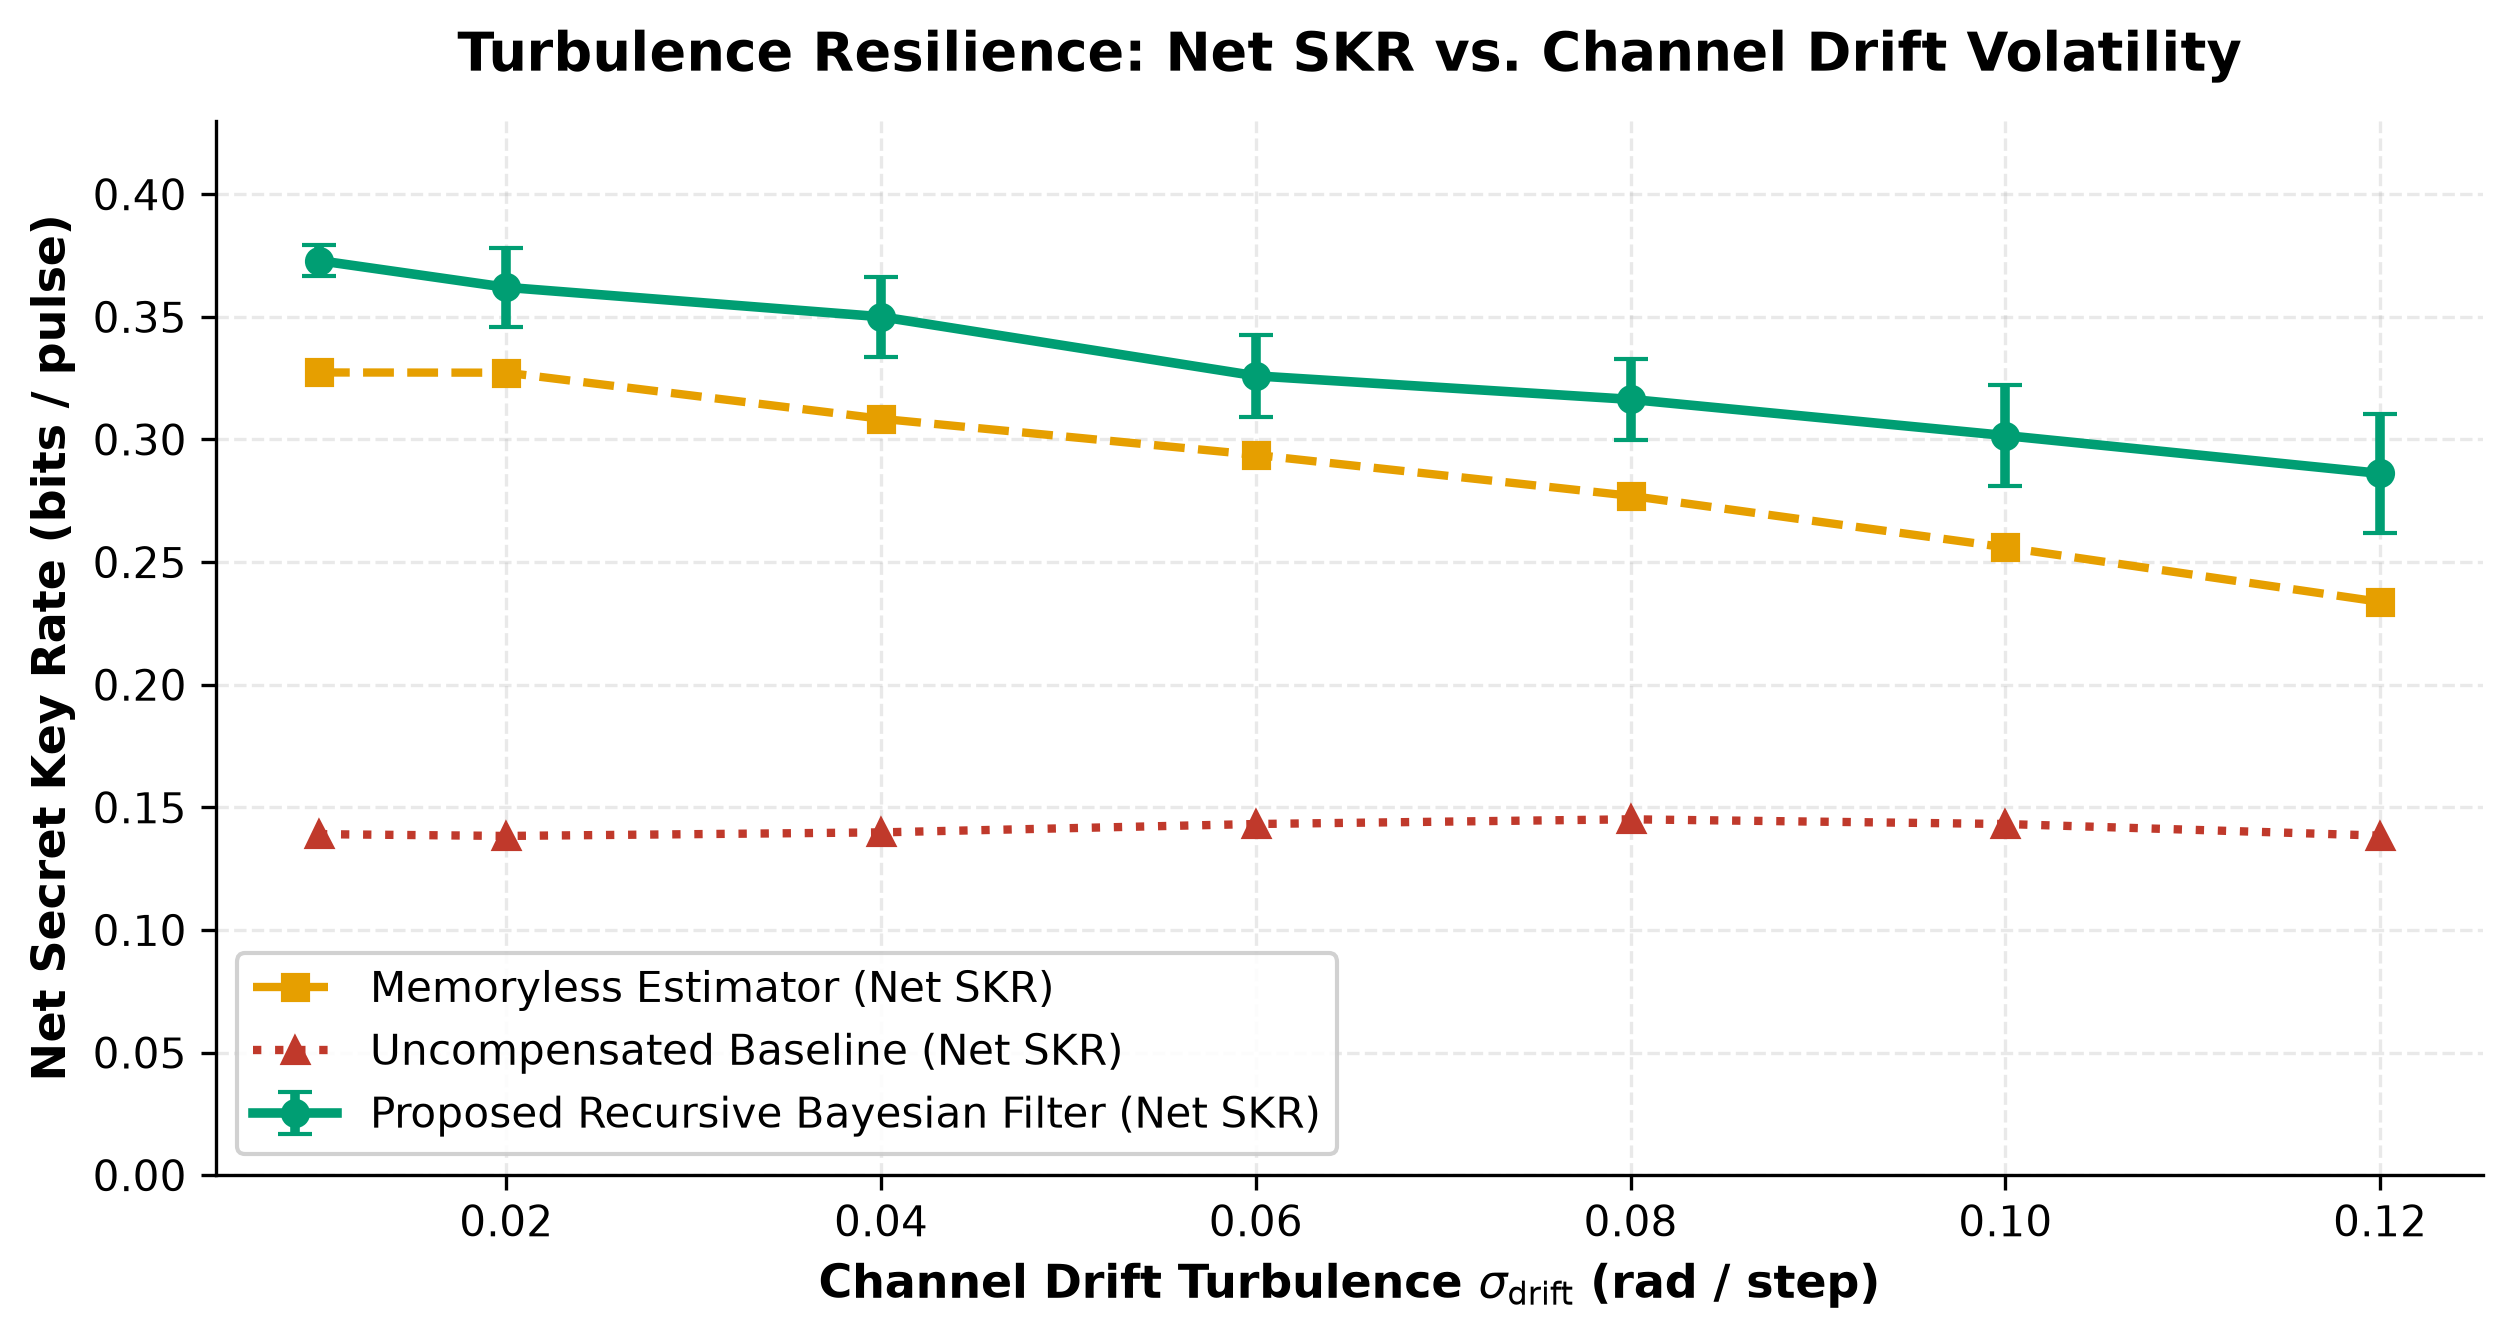 Turbulence Resilience: Net SKR vs. Channel Drift Volatility
Net Secret Key Rate (bits / pulse)
0.40
0.35
0.30
0.25
0.20
0.15
0.10
0.05
0.00
Memoryless Estimator (Net SKR)
Uncompensated Baseline (Net SKR)
Proposed Recursive Bayesian Filter (Net SKR)
0.02 0.04 0.06 0.08 0.10 0.12
Channel Drift Turbulence σdrift (rad / step)